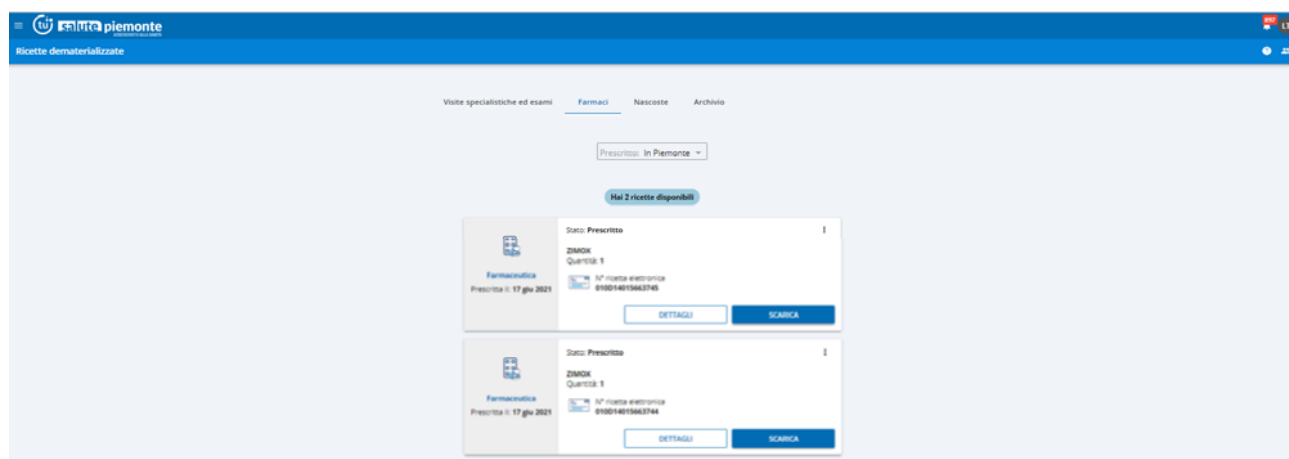 tü salute piemonte
Ricette dematerializzate
Visite specialistiche ed esami Farmaci Nascoste Archivio
Prescritto: In Piemonte
Hai 2 ricette disponibili
Stato: Prescritto
ZIMOX
Quantità: 1
Farmaceutica
Prescritta il: 17 giu 2021
N° ricetta elettronica
010D14015663745
DETTAGLI SCARICA
Stato: Prescritto
ZIMOX
Quantità: 1
Farmaceutica
Prescritta il: 17 giu 2021
N° ricetta elettronica
010D14015663744
DETTAGLI SCARICA